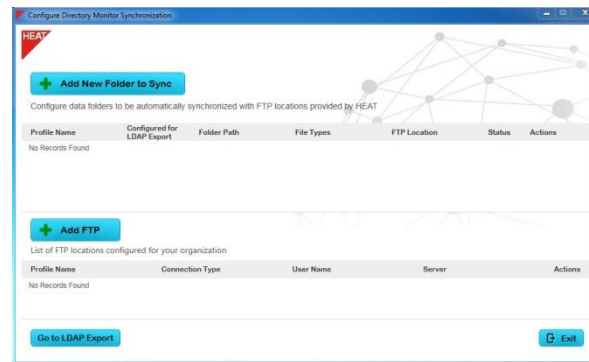 Configure Directory Monitor Synchronization
HEAT
Add New Folder to Sync
Configure data folders to be automatically synchronized with FTP locations provided by HEAT
Profile Name Configured for LDAP Export Folder Path File Types FTP Location Status Actions
No Records Found
Add FTP
List of FTP locations configured for your organization
Profile Name Connection Type User Name Server Actions
No Records Found
Go to LDAP Export Exit